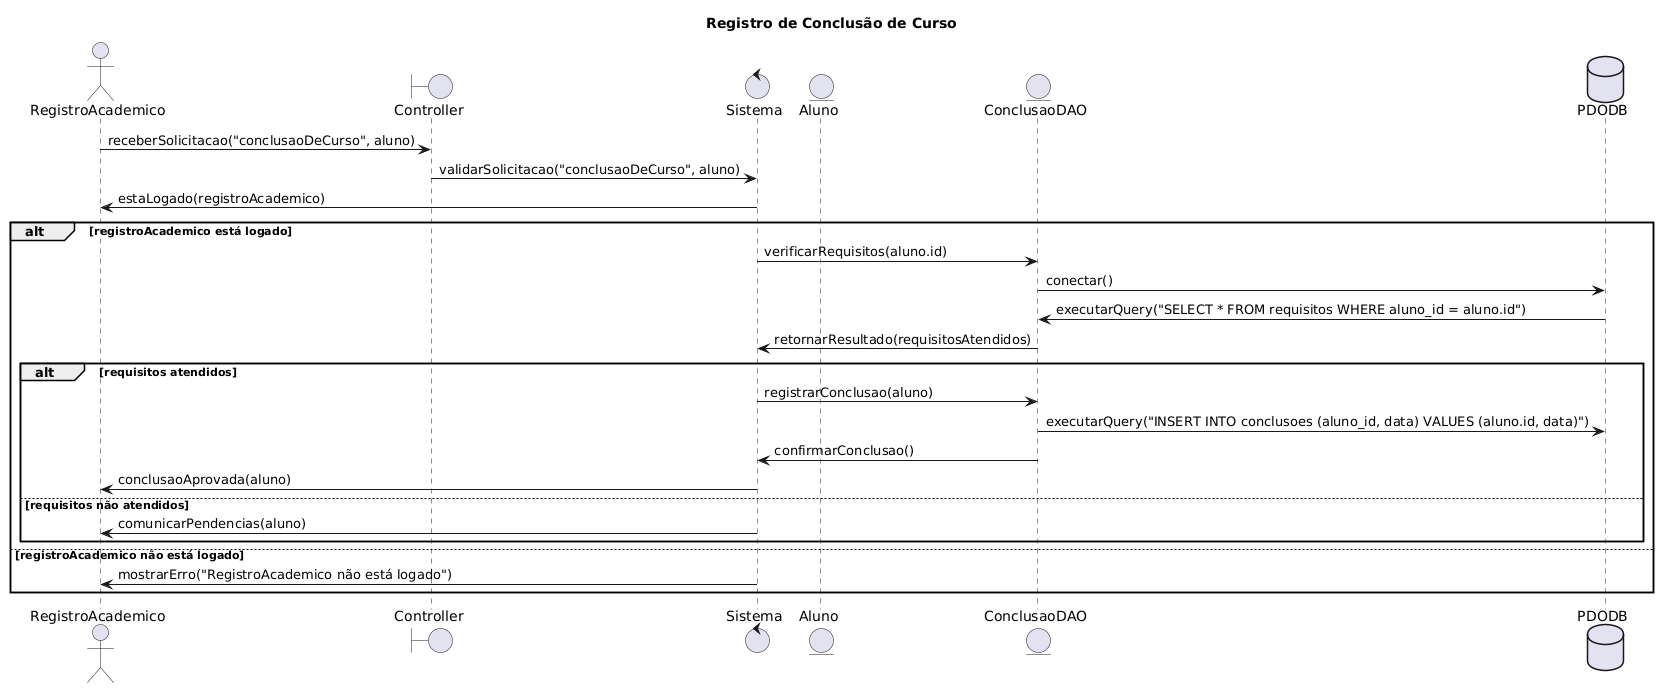 Registro de Conclusão de Curso
RegistroAcademico
Controller
Sistema
Aluno
ConclusaoDAO
PDODB
receberSolicitacao("conclusaoDeCurso", aluno)
validarSolicitacao("conclusaoDeCurso", aluno)
estaLogado(registroAcademico)
alt [registroAcademico está logado]
verificarRequisitos(aluno.id)
conectar()
executarQuery("SELECT * FROM requisitos WHERE aluno_id = aluno.id")
retornarResultado(requisitosAtendidos)
alt [requisitos atendidos]
registrarConclusao(aluno)
executarQuery("INSERT INTO conclusoes (aluno_id, data) VALUES (aluno.id, data)")
confirmarConclusao()
conclusaoAprovada(aluno)
[requisitos não atendidos]
comunicarPendencias(aluno)
[registroAcademico não está logado]
mostrarErro("RegistroAcademico não está logado")
RegistroAcademico
Controller
Sistema
Aluno
ConclusaoDAO
PDODB